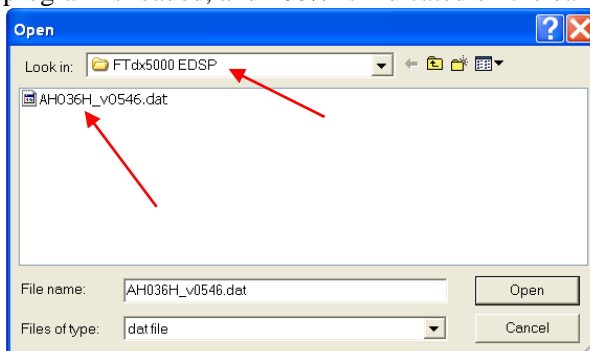 Open
Look in: FTdx5000 EDSP
AH036H_v0546.dat
File name: AH036H_v0546.dat Open
Files of type: dat file Cancel